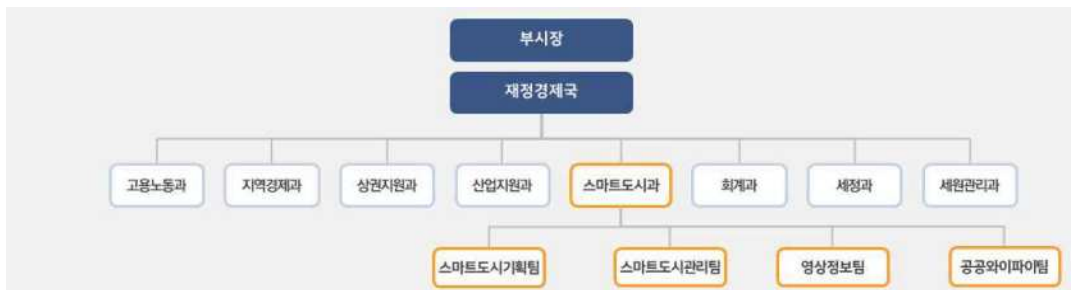 부시장
재정경제국
고용노동과 지역경제과 상권지원과 산업지원과 스마트도시과 회계과 세정과 세원관리과
스마트도시기획팀 스마트도시관리팀 영상정보팀 공공와이파이팀